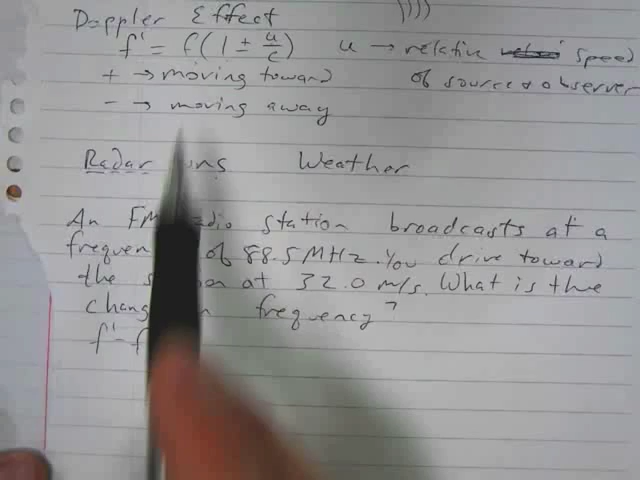 Doppler Effect
f' = f(1 ± u/c) u → relative speed
+ → moving toward of source & observer
- → moving away
Radar Weather
An FM station broadcasts at a
of 88.5 MHz. You drive toward
the at 32.0 m/s. What is the
frequency?
f' - f